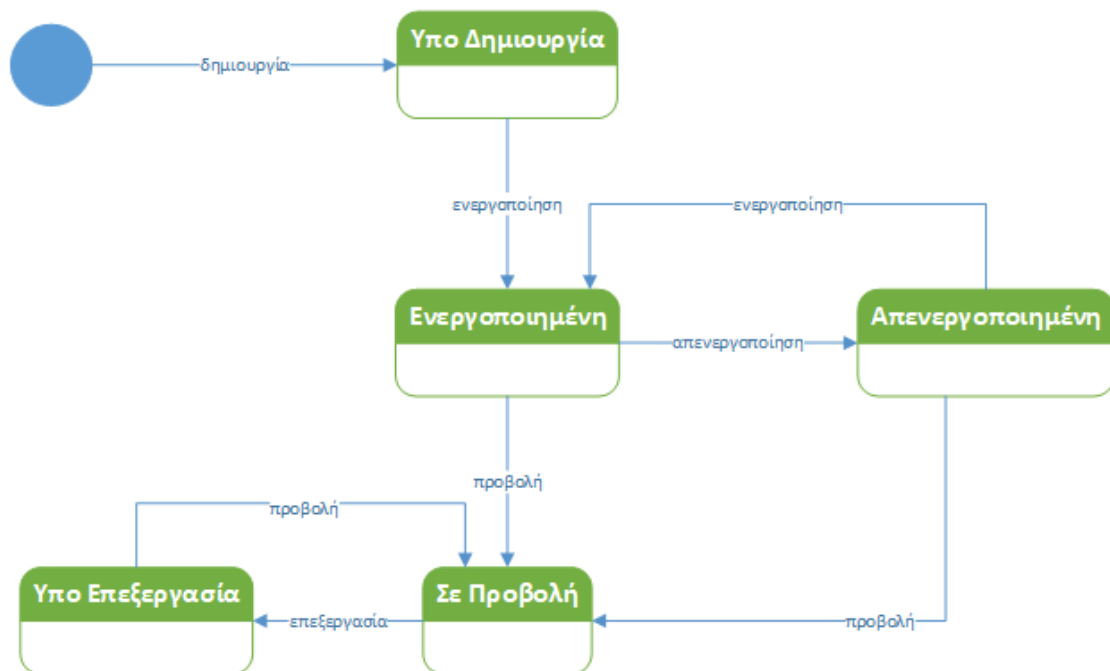 Υπο Δημιουργία
δημιουργία
ενεργοποίηση
ενεργοποίηση
Ενεργοποιημένη
Απενεργοποιημένη
απενεργοποίηση
προβολή
προβολή
Υπο Επεξεργασία
Σε Προβολή
επεξεργασία
προβολή